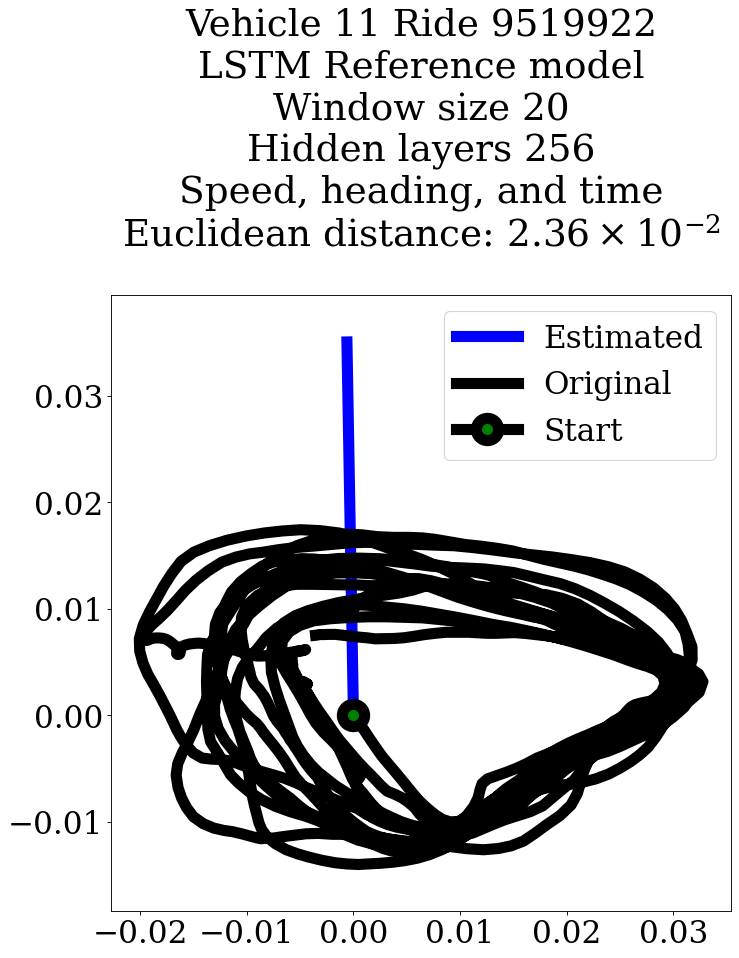 Vehicle 11 Ride 9519922
LSTM Reference model
Window size 20
Hidden layers 256
Speed, heading, and time
Euclidean distance: 2.36 × 10⁻²
Estimated
Original
Start
0.03
0.02
0.01
0.00
−0.01
−0.02 −0.01 0.00 0.01 0.02 0.03